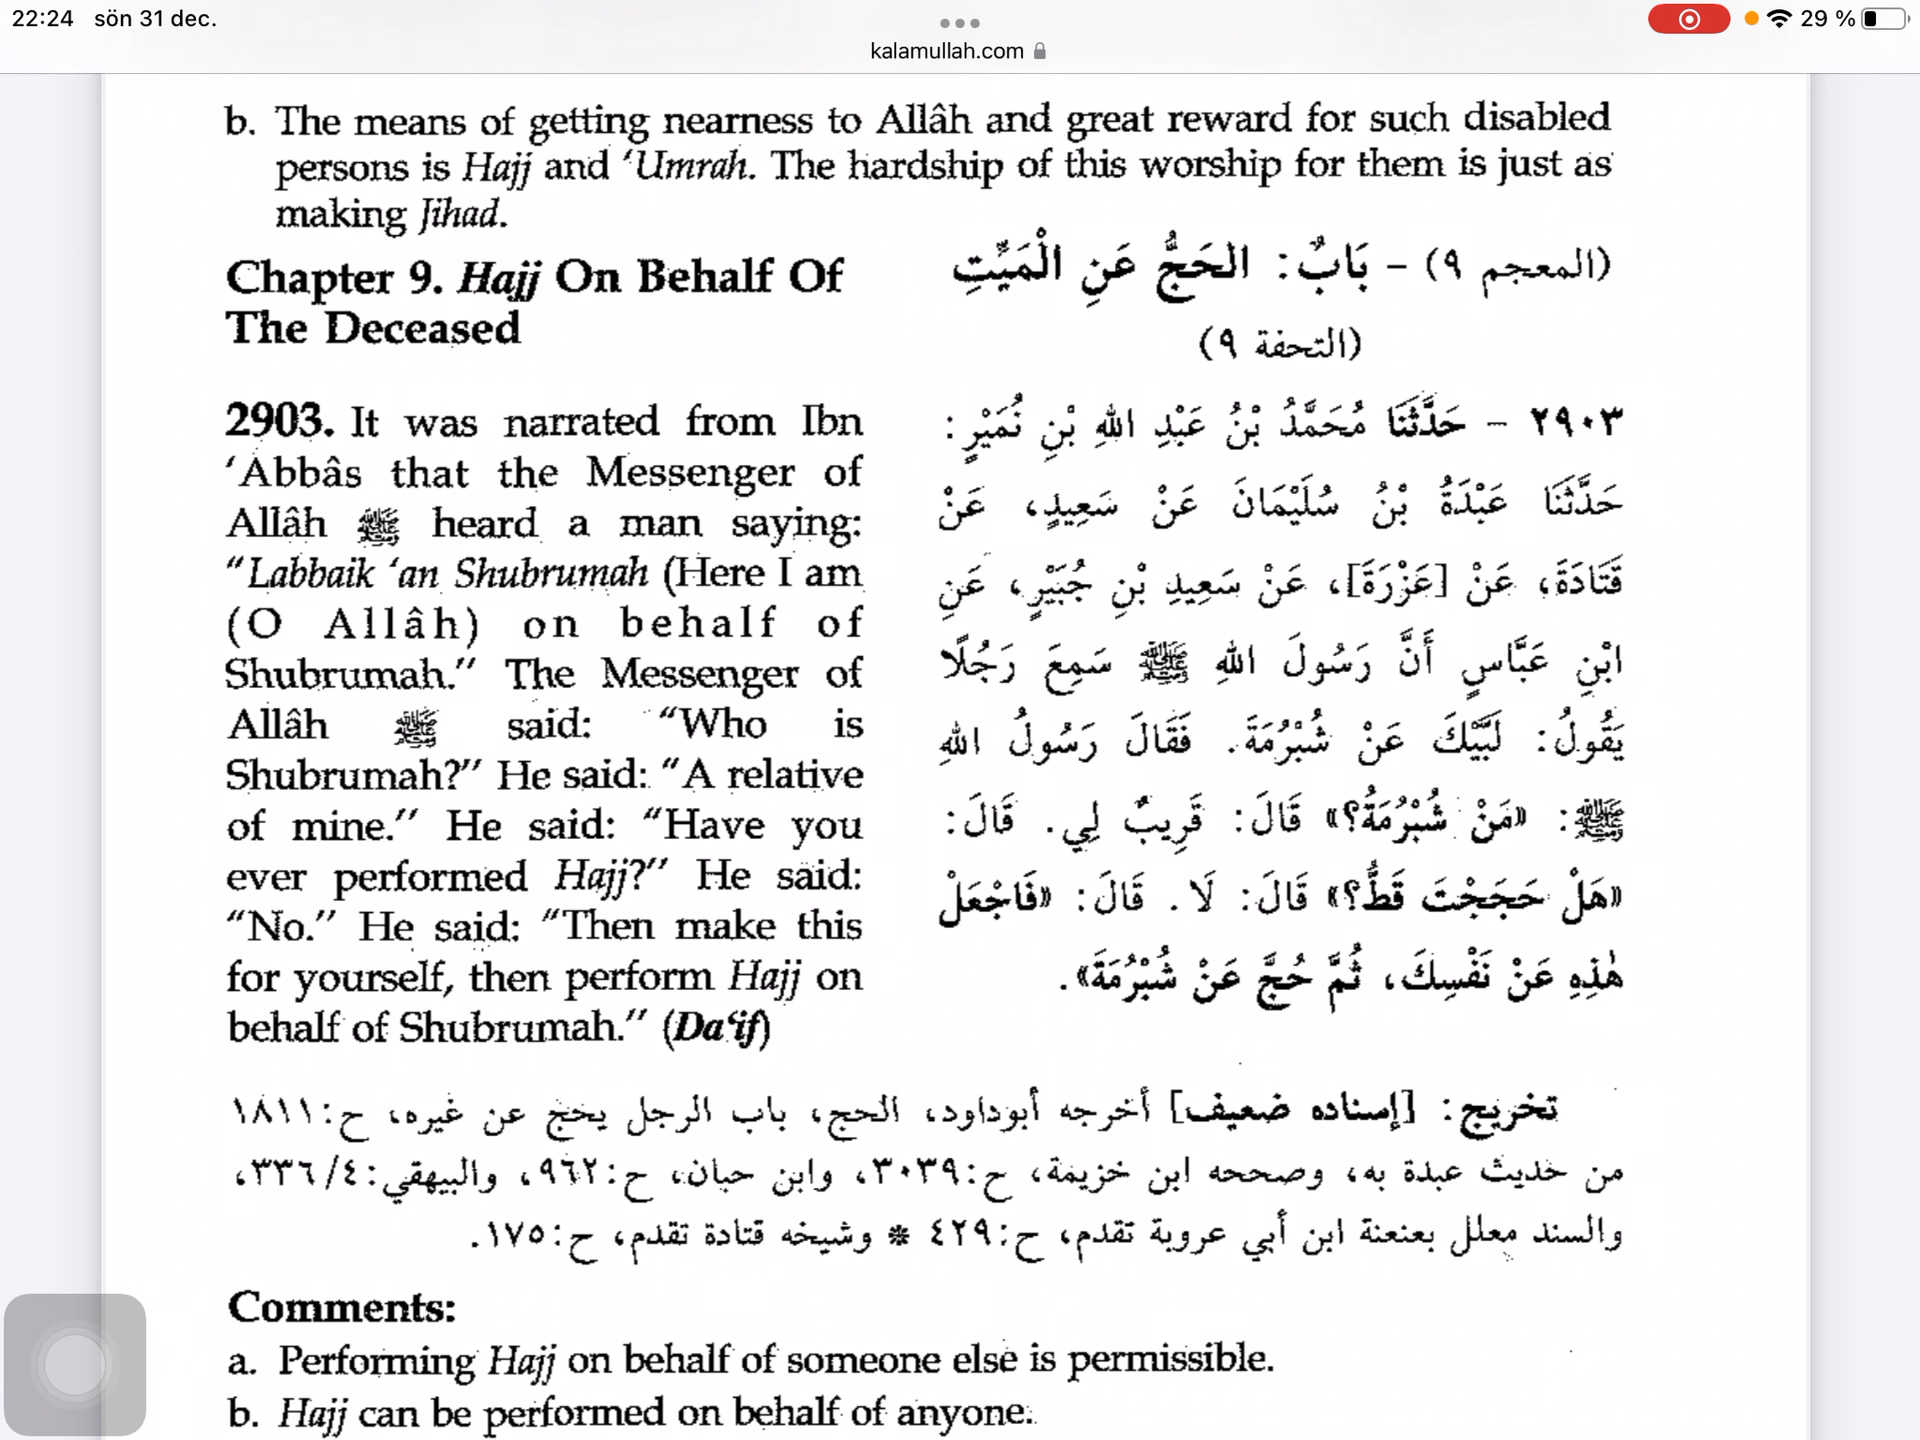 22:24 sön 31 dec.
29 %
kalamullah.com
b. The means of getting nearness to Allâh and great reward for such disabled
persons is Hajj and ‘Umrah. The hardship of this worship for them is just as
making Jihad.
Chapter 9. Hajj On Behalf Of
The Deceased
(المعجم ٩) - بَابٌ: الحَجُّ عَنِ الْمَيِّتِ
(التحفة ٩)
2903. It was narrated from Ibn
‘Abbâs that the Messenger of
Allâh ﷺ heard a man saying:
“Labbaik ‘an Shubrumah (Here I am
(O Allâh) on behalf of
Shubrumah.” The Messenger of
Allâh ﷺ said: “Who is
Shubrumah?” He said: “A relative
of mine.” He said: “Have you
ever performed Hajj?” He said:
“No.” He said: “Then make this
for yourself, then perform Hajj on
behalf of Shubrumah.” (Da‘if)
٢٩٠٣ - حَدَّثَنَا مُحَمَّدُ بْنُ عَبْدِ اللهِ بْنِ نُمَيْرٍ:
حَدَّثَنَا عَبْدَةُ بْنُ سُلَيْمَانَ عَنْ سَعِيدٍ، عَنْ
قَتَادَةَ، عَنْ [عَزْرَةَ]، عَنْ سَعِيدِ بْنِ جُبَيْرٍ، عَنِ
ابْنِ عَبَّاسٍ أَنَّ رَسُولَ اللهِ ﷺ سَمِعَ رَجُلًا
يَقُولُ: لَبَّيْكَ عَنْ شُبْرُمَةَ. فَقَالَ رَسُولُ اللهِ
ﷺ: «مَنْ شُبْرُمَةُ؟» قَالَ: قَرِيبٌ لِي. قَالَ:
«هَلْ حَجَجْتَ قَطُّ؟» قَالَ: لَا. قَالَ: «فَاجْعَلْ
هٰذِهِ عَنْ نَفْسِكَ، ثُمَّ حُجَّ عَنْ شُبْرُمَةَ».
تخريج: [إسناده ضعيف] أخرجه أبوداود، الحج، باب الرجل يحج عن غيره، ح:١٨١١
من حديث عبدة به، وصححه ابن خزيمة، ح:٣٠٣٩، وابن حبان، ح:٩٦٢، والبيهقي:٤/٣٣٦،
والسند معلل بعنعنة ابن أبي عروبة تقدم، ح:٤٢٩ * وشيخه قتادة تقدم، ح:١٧٥.
Comments:
a. Performing Hajj on behalf of someone else is permissible.
b. Hajj can be performed on behalf of anyone.